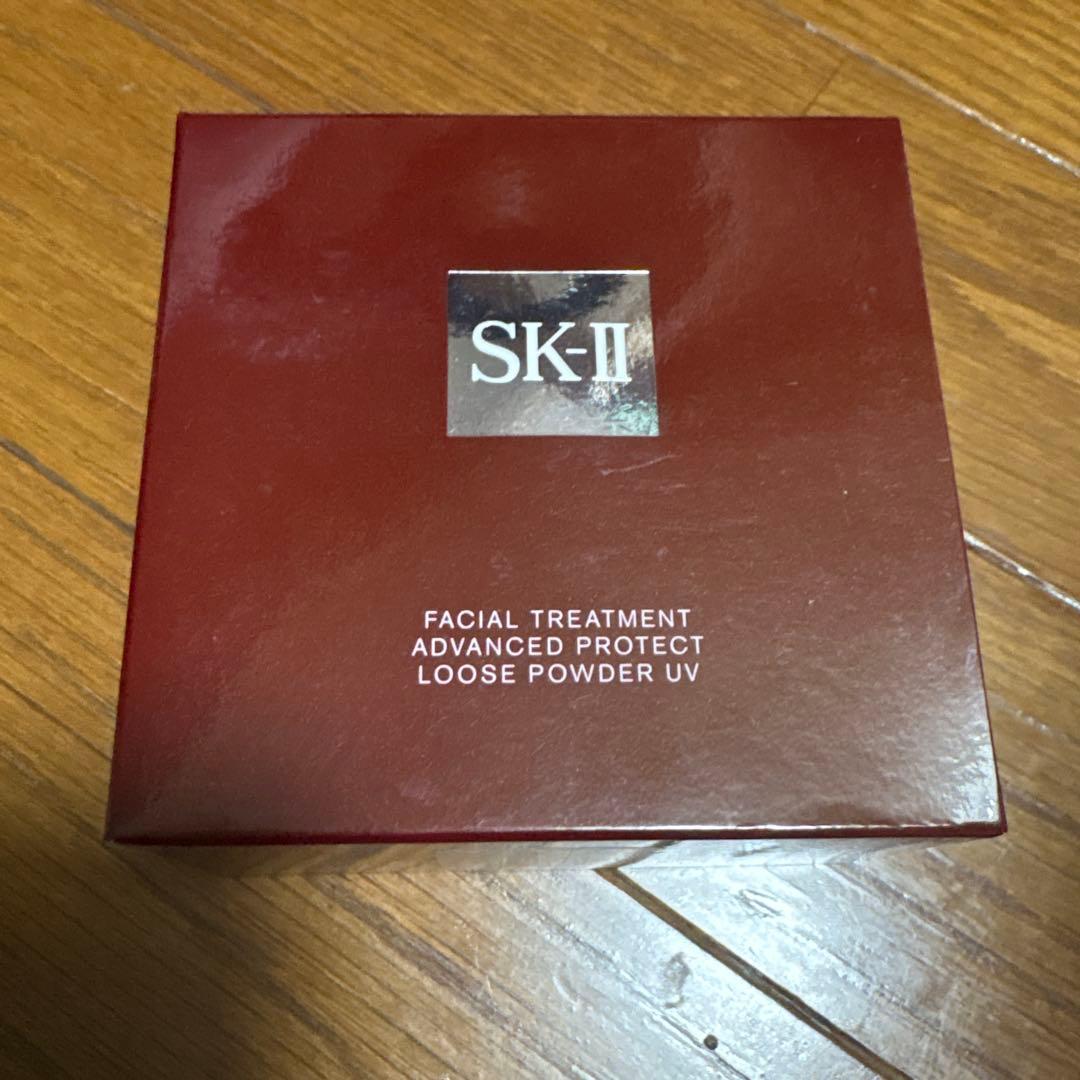 SK-II
FACIAL TREATMENT
ADVANCED PROTECT
LOOSE POWDER UV